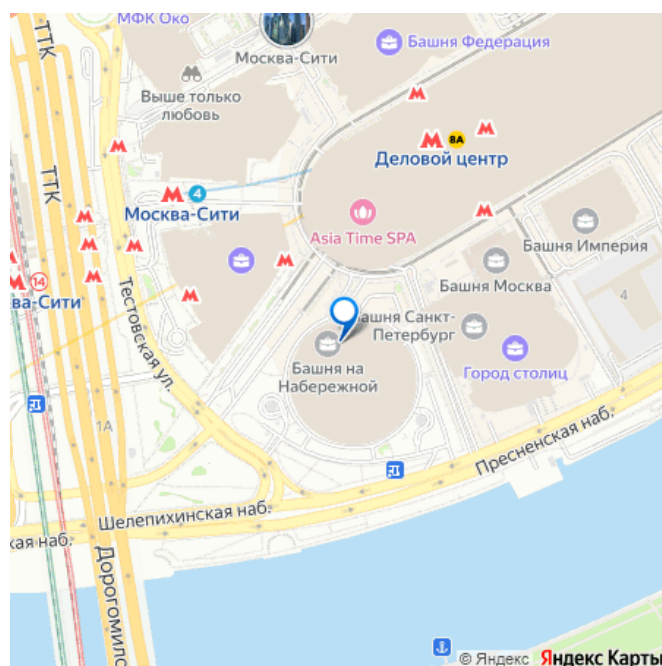 МФК Око
ТТК
Москва-Сити
Башня Федерация
Выше только
любовь
8А
Деловой центр
ТТК
4
Москва-Сити
Asia Time SPA
Башня Империя
Башня Москва
14
ва-Сити
4
Тестовская ул.
Башня Санкт-
Петербург
Башня на
Набережной
Город столиц
1А
Пресненская наб.
Шелепихинская наб.
кая наб.
Дорогомило
© Яндекс Яндекс Карты